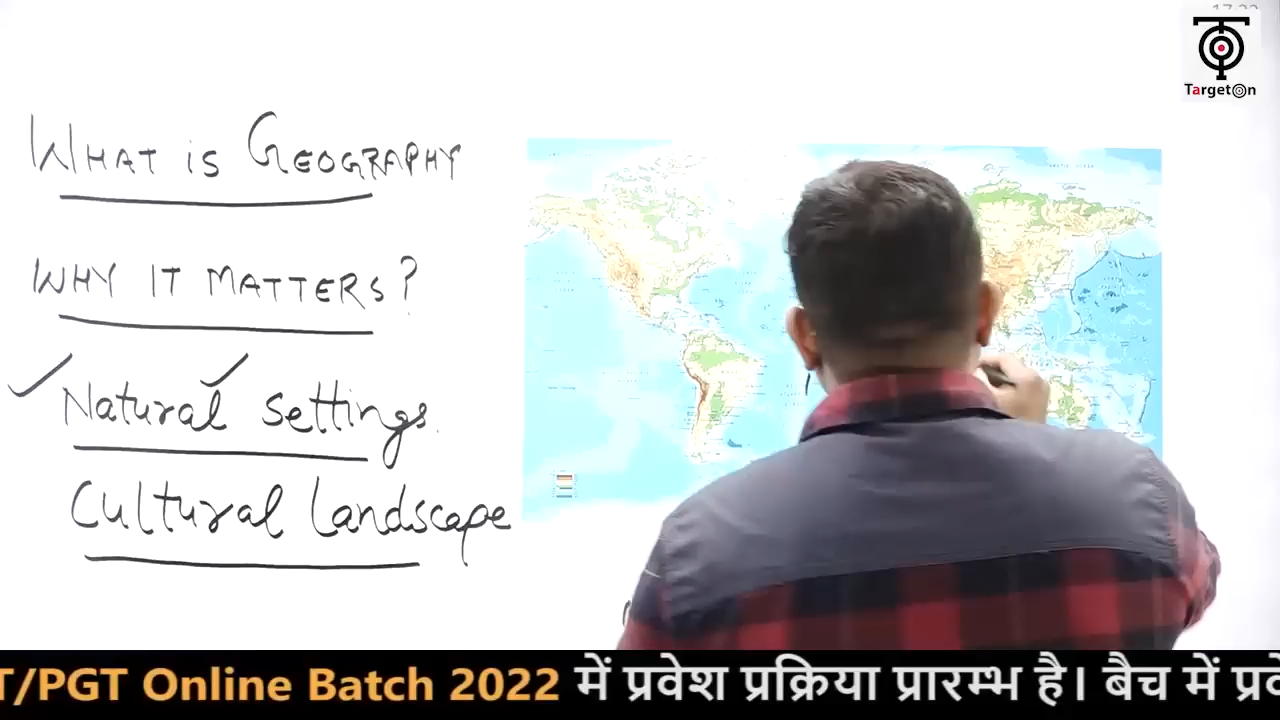 TargetOn
WHAT is GEOGRAPHY
WHY IT MATTERS?
Natural settings.
Cultural landscape
T/PGT Online Batch 2022 में प्रवेश प्रक्रिया प्रारम्भ है। बैच में प्रवे